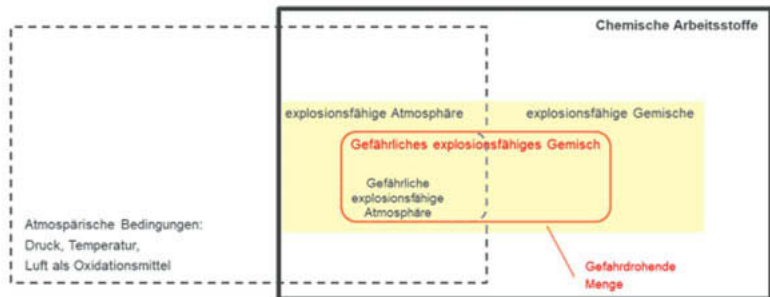 Chemische Arbeitsstoffe
explosionsfähige Atmosphäre
explosionsfähige Gemische
Gefährliches explosionsfähiges Gemisch
Gefährliche
explosionsfähige
Atmosphäre
Atmospärische Bedingungen:
Druck, Temperatur,
Luft als Oxidationsmittel
Gefahrdrohende
Menge